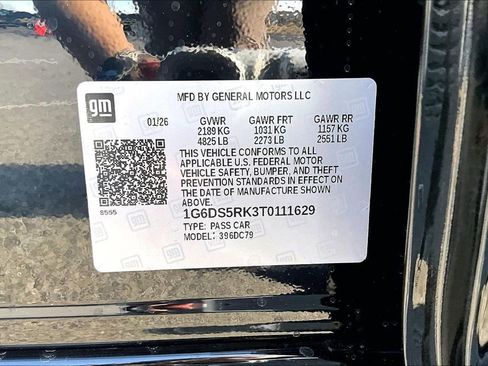 gm
MFD BY GENERAL MOTORS LLC
01/26 GVWR GAWR FRT GAWR RR
2189 KG 1031 KG 1157 KG
4825 LB 2273 LB 2551 LB
THIS VEHICLE CONFORMS TO ALL
APPLICABLE U.S. FEDERAL MOTOR
VEHICLE SAFETY, BUMPER, AND THEFT
PREVENTION STANDARDS IN EFFECT ON
THE DATE OF MANUFACTURE SHOWN
ABOVE.
1G6DS5RK3T0111629
TYPE: PASS CAR
MODEL: 396DC79
S555